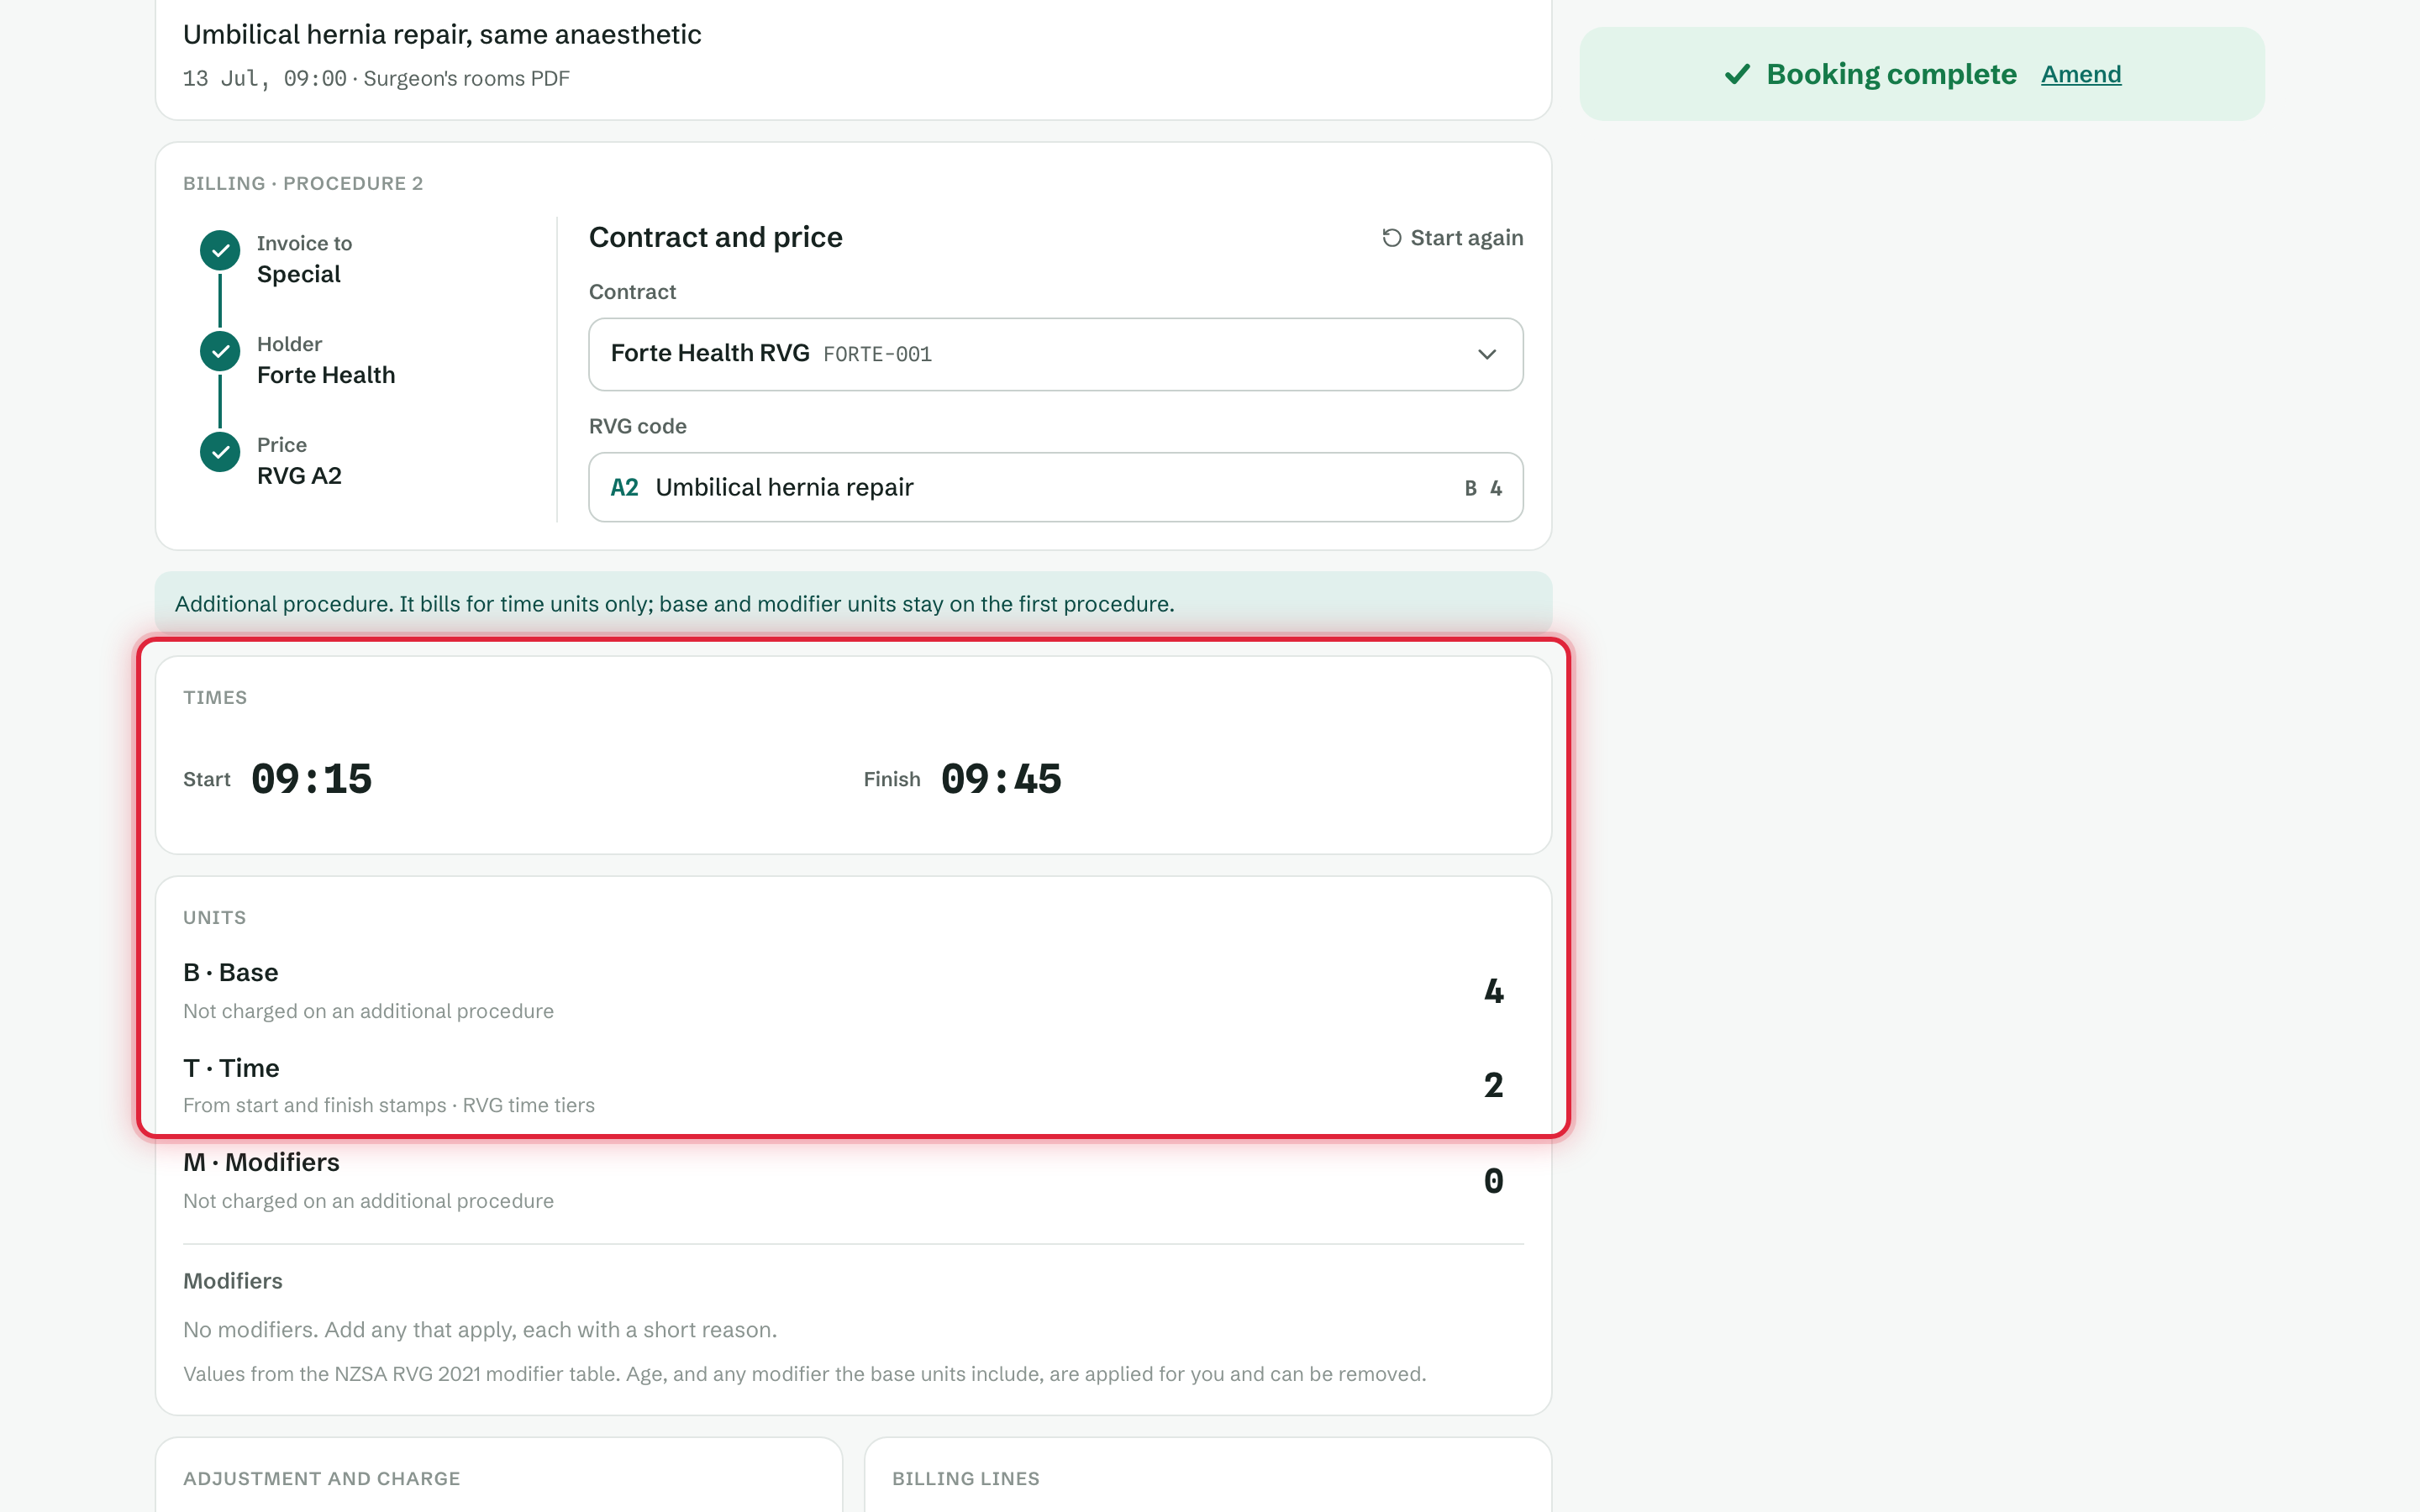 Umbilical hernia repair, same anaesthetic
13 Jul, 09:00 · Surgeon's rooms PDF
Booking complete Amend
BILLING · PROCEDURE 2
Invoice to
Special
Holder
Forte Health
Price
RVG A2
Contract and price
Start again
Contract
Forte Health RVG FORTE-001
RVG code
A2 Umbilical hernia repair B 4
Additional procedure. It bills for time units only; base and modifier units stay on the first procedure.
TIMES
Start 09:15 Finish 09:45
UNITS
B · Base 4
Not charged on an additional procedure
T · Time 2
From start and finish stamps · RVG time tiers
M · Modifiers 0
Not charged on an additional procedure
Modifiers
No modifiers. Add any that apply, each with a short reason.
Values from the NZSA RVG 2021 modifier table. Age, and any modifier the base units include, are applied for you and can be removed.
ADJUSTMENT AND CHARGE
BILLING LINES